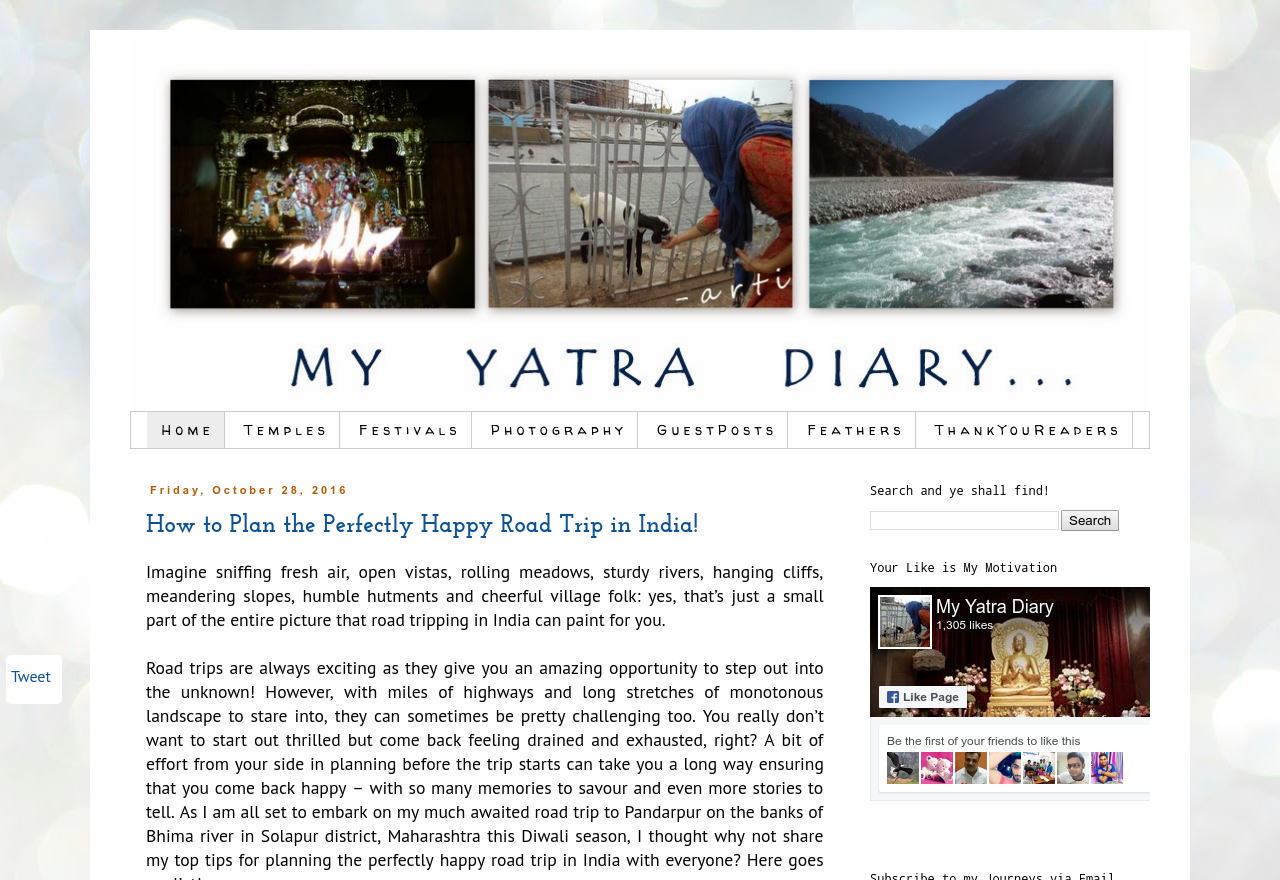 -arti
MY YATRA DIARY...
Home Temples Festivals Photography GuestPosts Feathers ThankYouReaders
Friday, October 28, 2016
How to Plan the Perfectly Happy Road Trip in India!
Imagine sniffing fresh air, open vistas, rolling meadows, sturdy rivers, hanging cliffs,
meandering slopes, humble hutments and cheerful village folk: yes, that’s just a small
part of the entire picture that road tripping in India can paint for you.
Road trips are always exciting as they give you an amazing opportunity to step out into
the unknown! However, with miles of highways and long stretches of monotonous
landscape to stare into, they can sometimes be pretty challenging too. You really don’t
want to start out thrilled but come back feeling drained and exhausted, right? A bit of
effort from your side in planning before the trip starts can take you a long way ensuring
that you come back happy – with so many memories to savour and even more stories to
tell. As I am all set to embark on my much awaited road trip to Pandarpur on the banks of
Bhima river in Solapur district, Maharashtra this Diwali season, I thought why not share
my top tips for planning the perfectly happy road trip in India with everyone? Here goes
Tweet
Search and ye shall find!
Search
Your Like is My Motivation
My Yatra Diary
1,305 likes
Like Page
Be the first of your friends to like this
Subscribe to my Journeys via Email